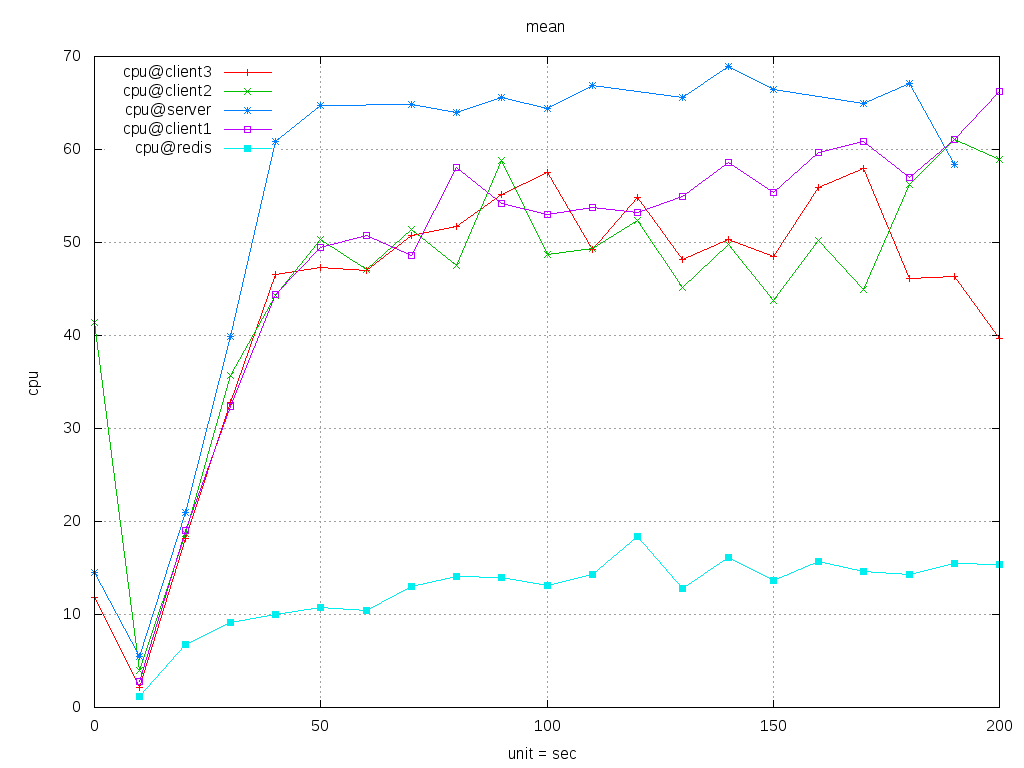 mean
70
60
50
40
30
20
10
0
cpu
cpu@client3
cpu@client2
cpu@server
cpu@client1
cpu@redis
0 50 100 150 200
unit = sec